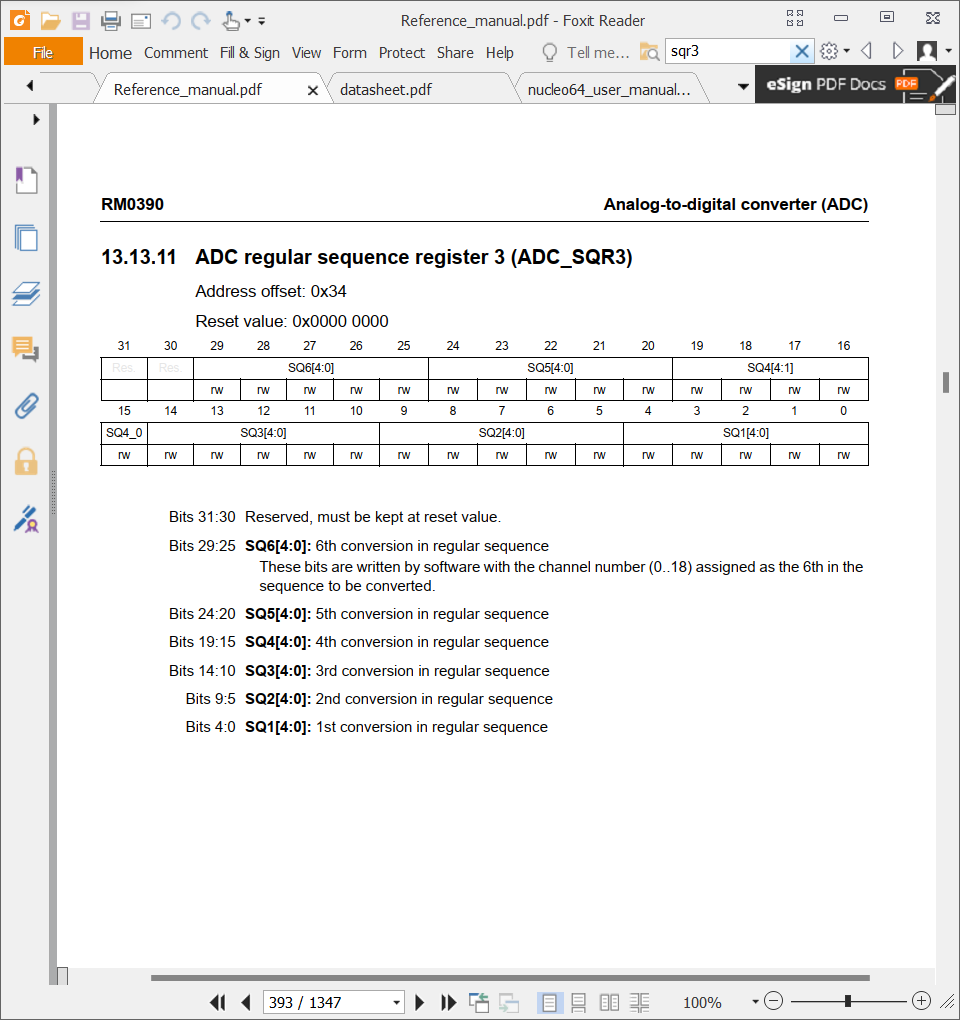 Reference_manual.pdf - Foxit Reader
File Home Comment Fill & Sign View Form Protect Share Help Tell me... sqr3
Reference_manual.pdf datasheet.pdf nucleo64_user_manual... eSign PDF Docs PDF
RM0390 Analog-to-digital converter (ADC)
13.13.11 ADC regular sequence register 3 (ADC_SQR3)
Address offset: 0x34
Reset value: 0x0000 0000
31 30 29 28 27 26 25 24 23 22 21 20 19 18 17 16
Res. Res. SQ6[4:0] SQ5[4:0] SQ4[4:1]
rw rw rw rw rw rw rw rw rw rw rw rw rw rw
15 14 13 12 11 10 9 8 7 6 5 4 3 2 1 0
SQ4_0 SQ3[4:0] SQ2[4:0] SQ1[4:0]
rw rw rw rw rw rw rw rw rw rw rw rw rw rw rw rw
Bits 31:30 Reserved, must be kept at reset value.
Bits 29:25 SQ6[4:0]: 6th conversion in regular sequence
These bits are written by software with the channel number (0..18) assigned as the 6th in the
sequence to be converted.
Bits 24:20 SQ5[4:0]: 5th conversion in regular sequence
Bits 19:15 SQ4[4:0]: 4th conversion in regular sequence
Bits 14:10 SQ3[4:0]: 3rd conversion in regular sequence
Bits 9:5 SQ2[4:0]: 2nd conversion in regular sequence
Bits 4:0 SQ1[4:0]: 1st conversion in regular sequence
393 / 1347 100%